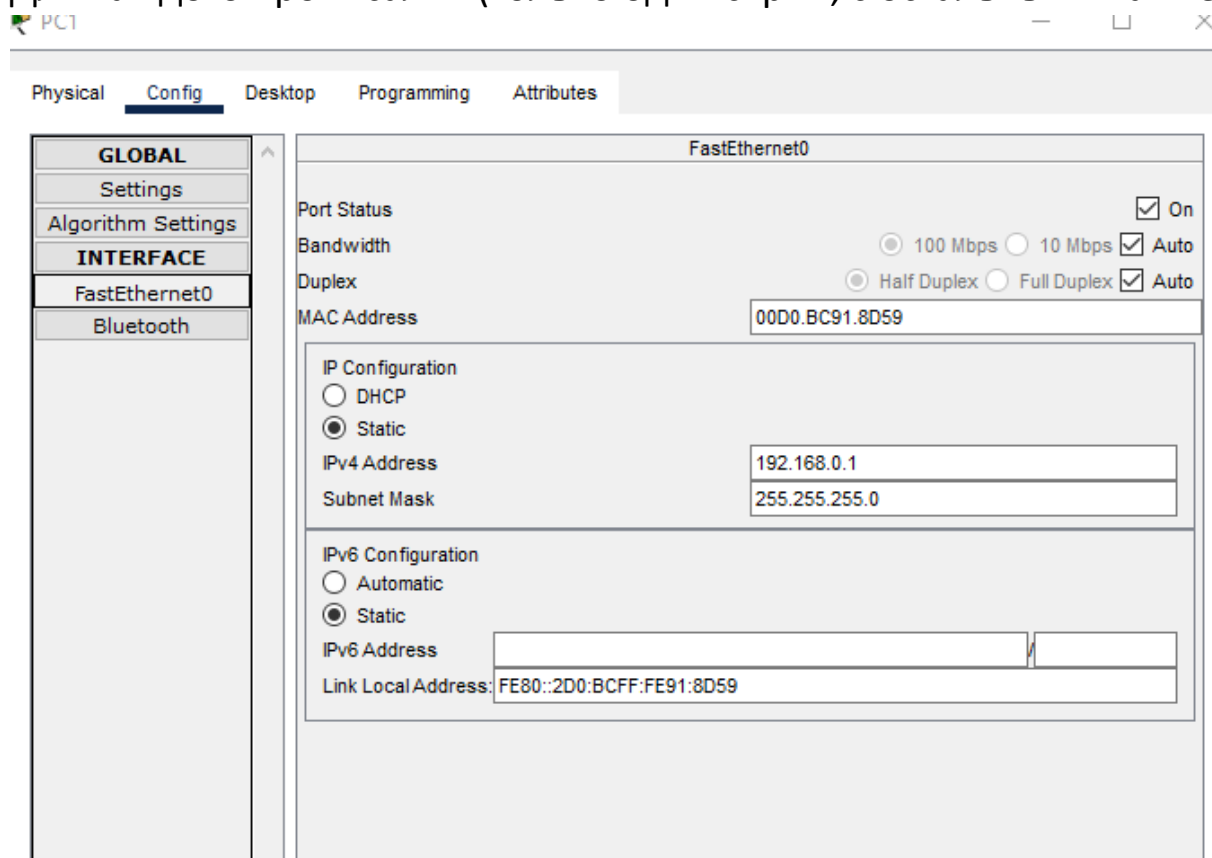 PC1
Physical Config Desktop Programming Attributes
GLOBAL
Settings
Algorithm Settings
INTERFACE
FastEthernet0
Bluetooth
FastEthernet0
Port Status On
Bandwidth 100 Mbps 10 Mbps Auto
Duplex Half Duplex Full Duplex Auto
MAC Address 00D0.BC91.8D59
IP Configuration
DHCP
Static
IPv4 Address 192.168.0.1
Subnet Mask 255.255.255.0
IPv6 Configuration
Automatic
Static
IPv6 Address /
Link Local Address: FE80::2D0:BCFF:FE91:8D59